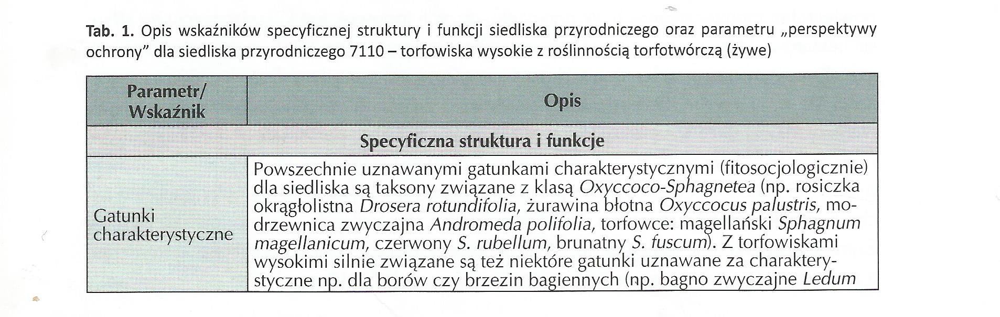 Tab. 1. Opis wskaźników specyficznej struktury i funkcji siedliska przyrodniczego oraz parametru „perspektywy
ochrony” dla siedliska przyrodniczego 7110 – torfowiska wysokie z roślinnością torfotwórczą (żywe)
Parametr/
Wskaźnik
Opis
Specyficzna struktura i funkcje
Gatunki
charakterystyczne
Powszechnie uznawanymi gatunkami charakterystycznymi (fitosocjologicznie)
dla siedliska są taksony związane z klasą Oxyccoco-Sphagnetea (np. rosiczka
okrągłolistna Drosera rotundifolia, żurawina błotna Oxyccocus palustris, mo-
drzewnica zwyczajna Andromeda polifolia, torfowce: magellański Sphagnum
magellanicum, czerwony S. rubellum, brunatny S. fuscum). Z torfowiskami
wysokimi silnie związane są też niektóre gatunki uznawane za charaktery-
styczne np. dla borów czy brzezin bagiennych (np. bagno zwyczajne Ledum